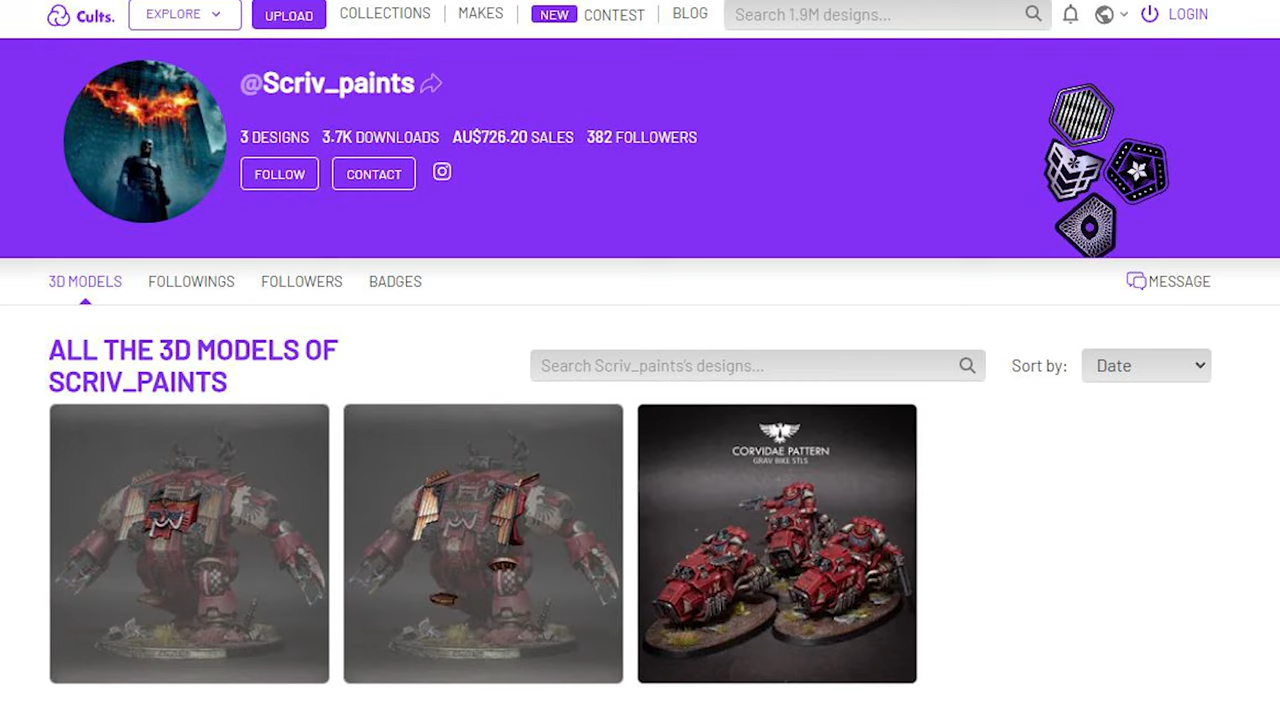 Cults. EXPLORE UPLOAD COLLECTIONS MAKES NEW CONTEST BLOG Search 1.9M designs... LOGIN
@Scriv_paints
3 DESIGNS 3.7K DOWNLOADS AU$726.20 SALES 382 FOLLOWERS
FOLLOW CONTACT
3D MODELS FOLLOWINGS FOLLOWERS BADGES MESSAGE
ALL THE 3D MODELS OF
SCRIV_PAINTS
Search Scriv_paints's designs... Sort by: Date
CORVIDAE PATTERN
GRAV BIKE STLS